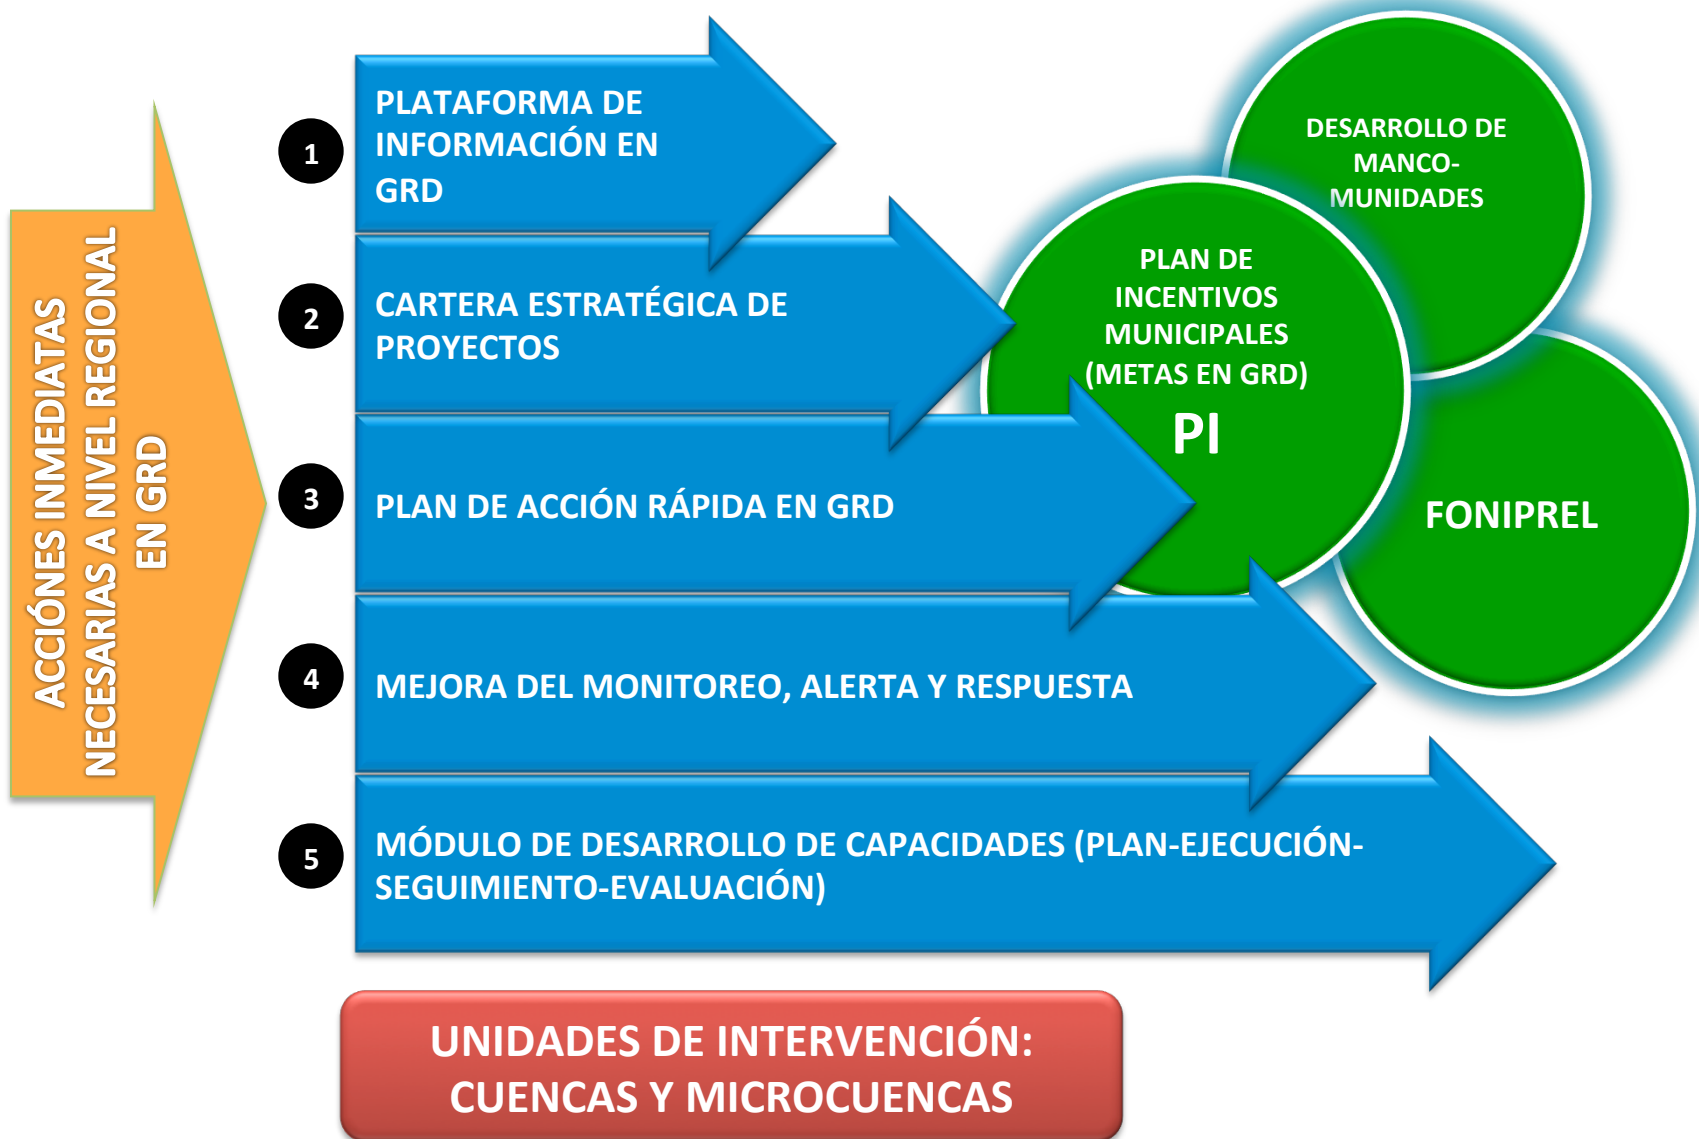 ACCIÓNES INMEDIATAS
NECESARIAS A NIVEL REGIONAL
EN GRD
1
PLATAFORMA DE
INFORMACIÓN EN
GRD
2
CARTERA ESTRATÉGICA DE
PROYECTOS
3
PLAN DE ACCIÓN RÁPIDA EN GRD
4
MEJORA DEL MONITOREO, ALERTA Y RESPUESTA
5
MÓDULO DE DESARROLLO DE CAPACIDADES (PLAN-EJECUCIÓN-
SEGUIMIENTO-EVALUACIÓN)
DESARROLLO DE
MANCO-
MUNIDADES
PLAN DE
INCENTIVOS
MUNICIPALES
(METAS EN GRD)
PI
FONIPREL
UNIDADES DE INTERVENCIÓN:
CUENCAS Y MICROCUENCAS